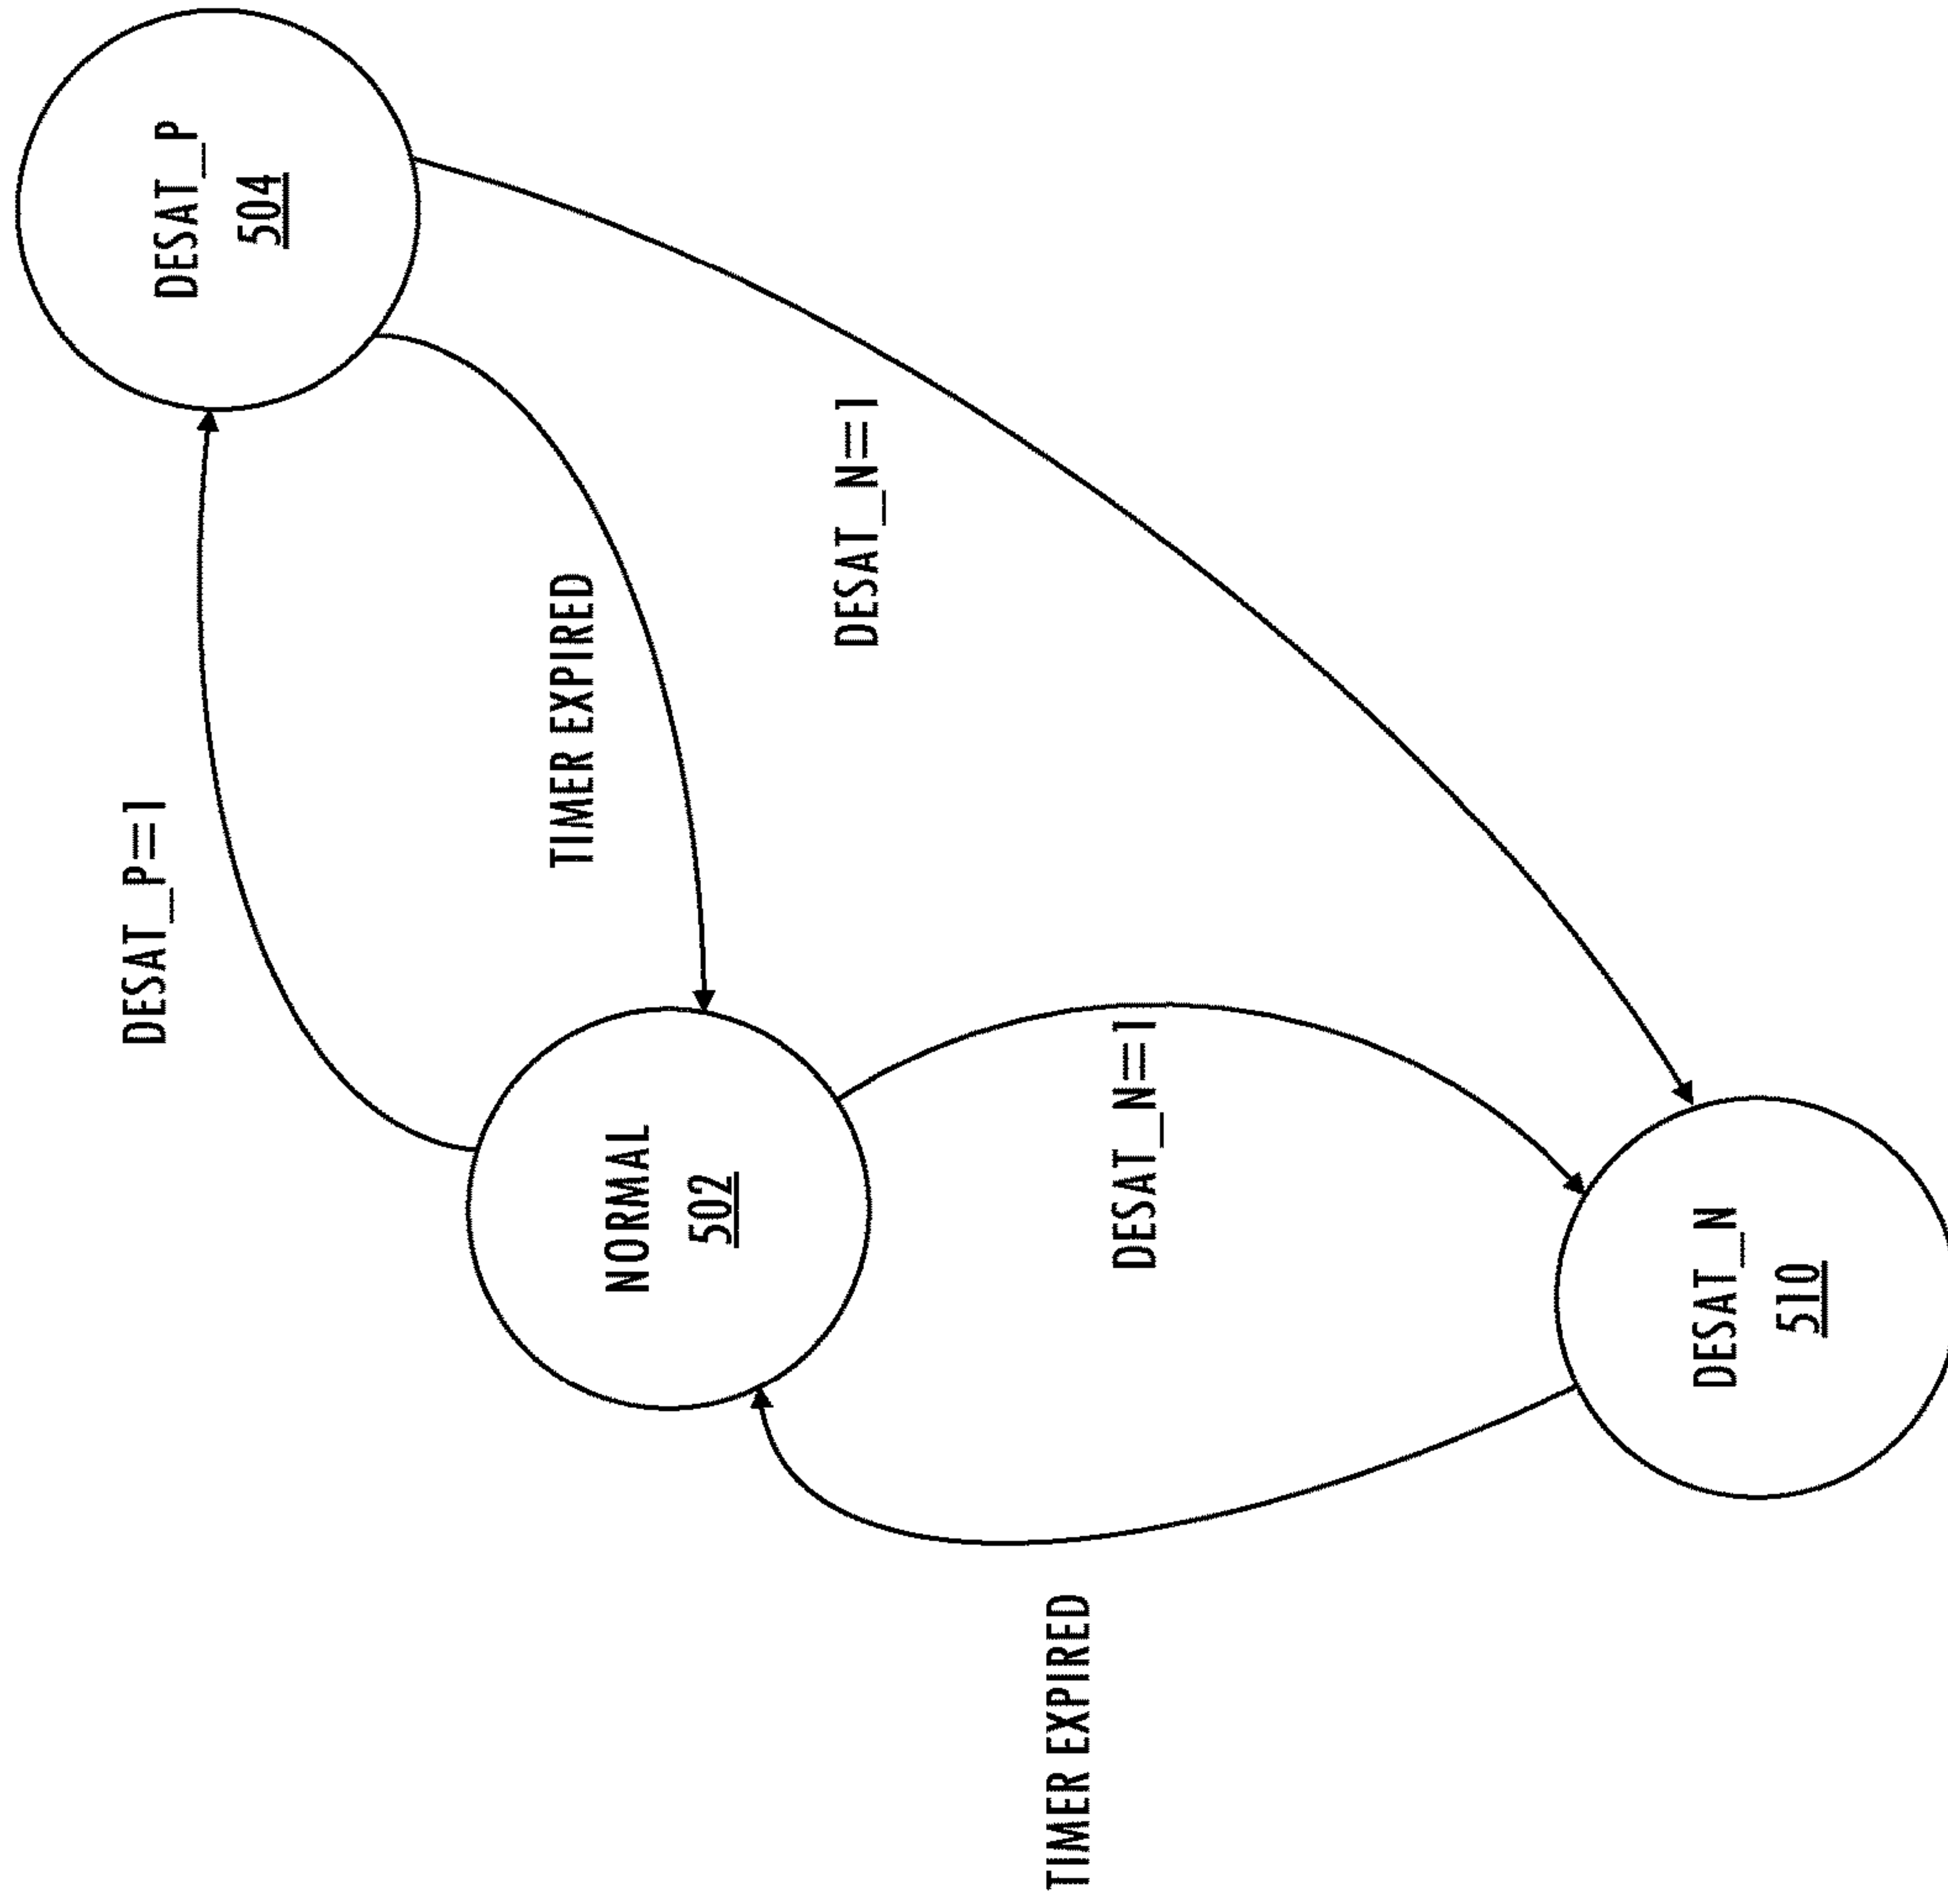 TIMER EXPIRED
DESAT_P==1
NORMAL
502
DESAT_N==1
DESAT_N
510
TIMER EXPIRED
DESAT_N==1
DESAT_P
504